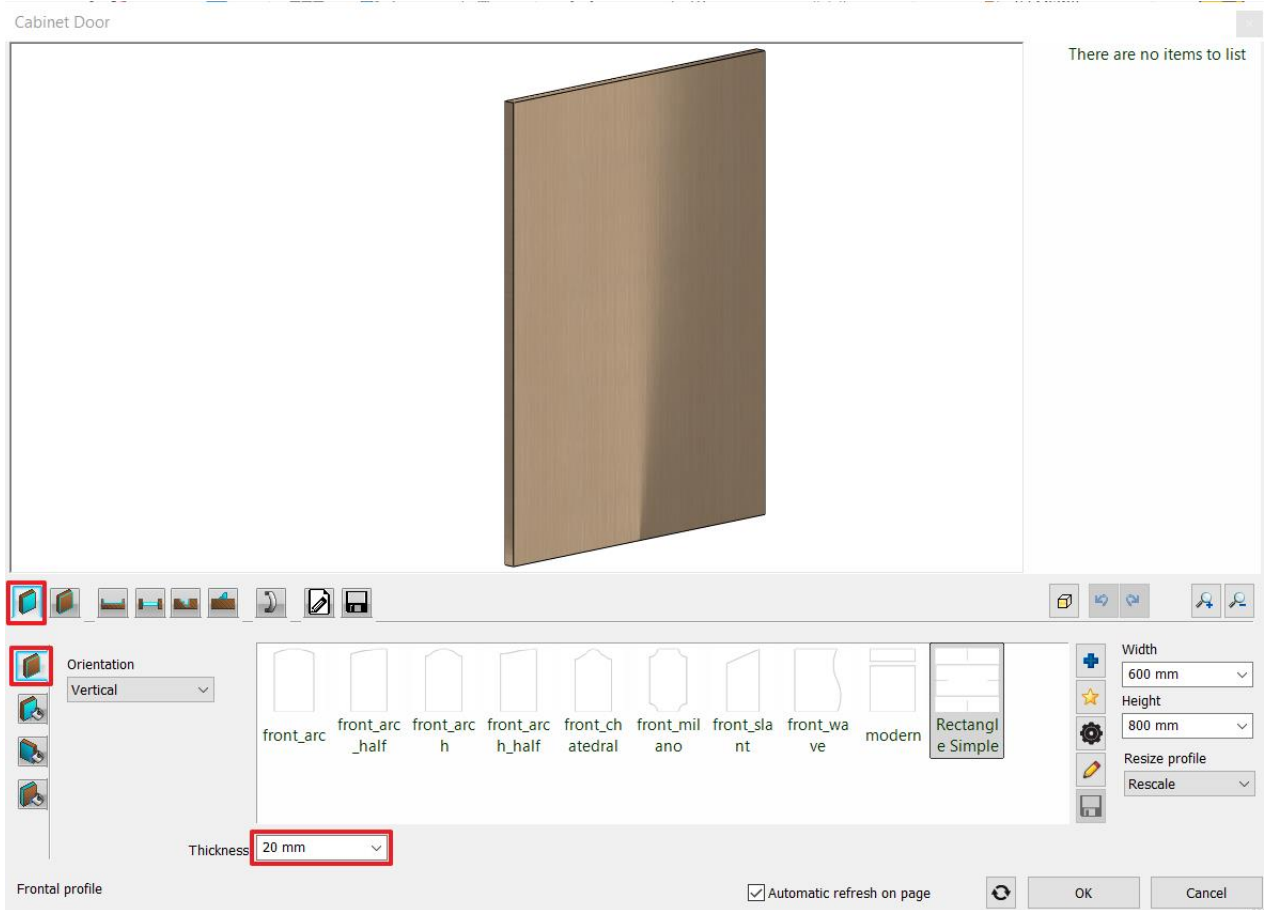 Cabinet Door
There are no items to list
Orientation
Vertical
front_arc
front_arc
_half
front_arc
h
front_arc
h_half
front_ch
atedral
front_mil
ano
front_sla
nt
front_wa
ve
modern
Rectangl
e Simple
Width
600 mm
Height
800 mm
Resize profile
Rescale
Thickness
20 mm
Frontal profile
Automatic refresh on page
OK
Cancel